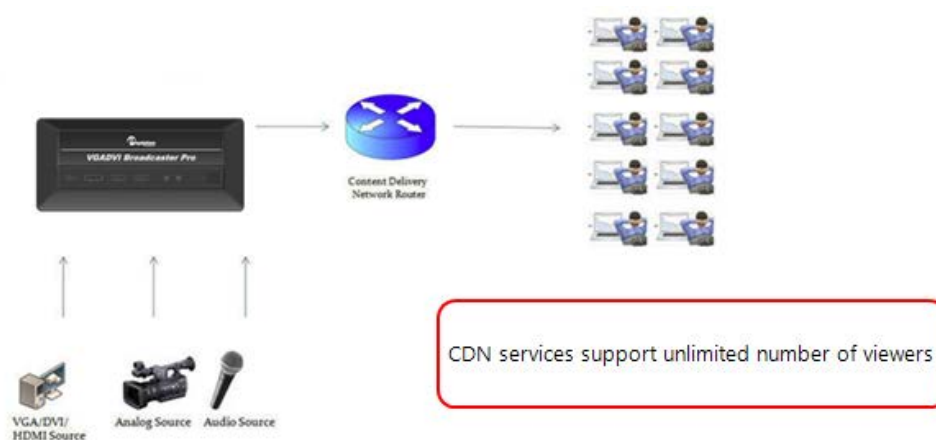 VGADVI Broadcaster Pro
Content Delivery
Network Router
CDN services support unlimited number of viewers
VGA/DVI/
HDMI Source
Analog Source
Audio Source